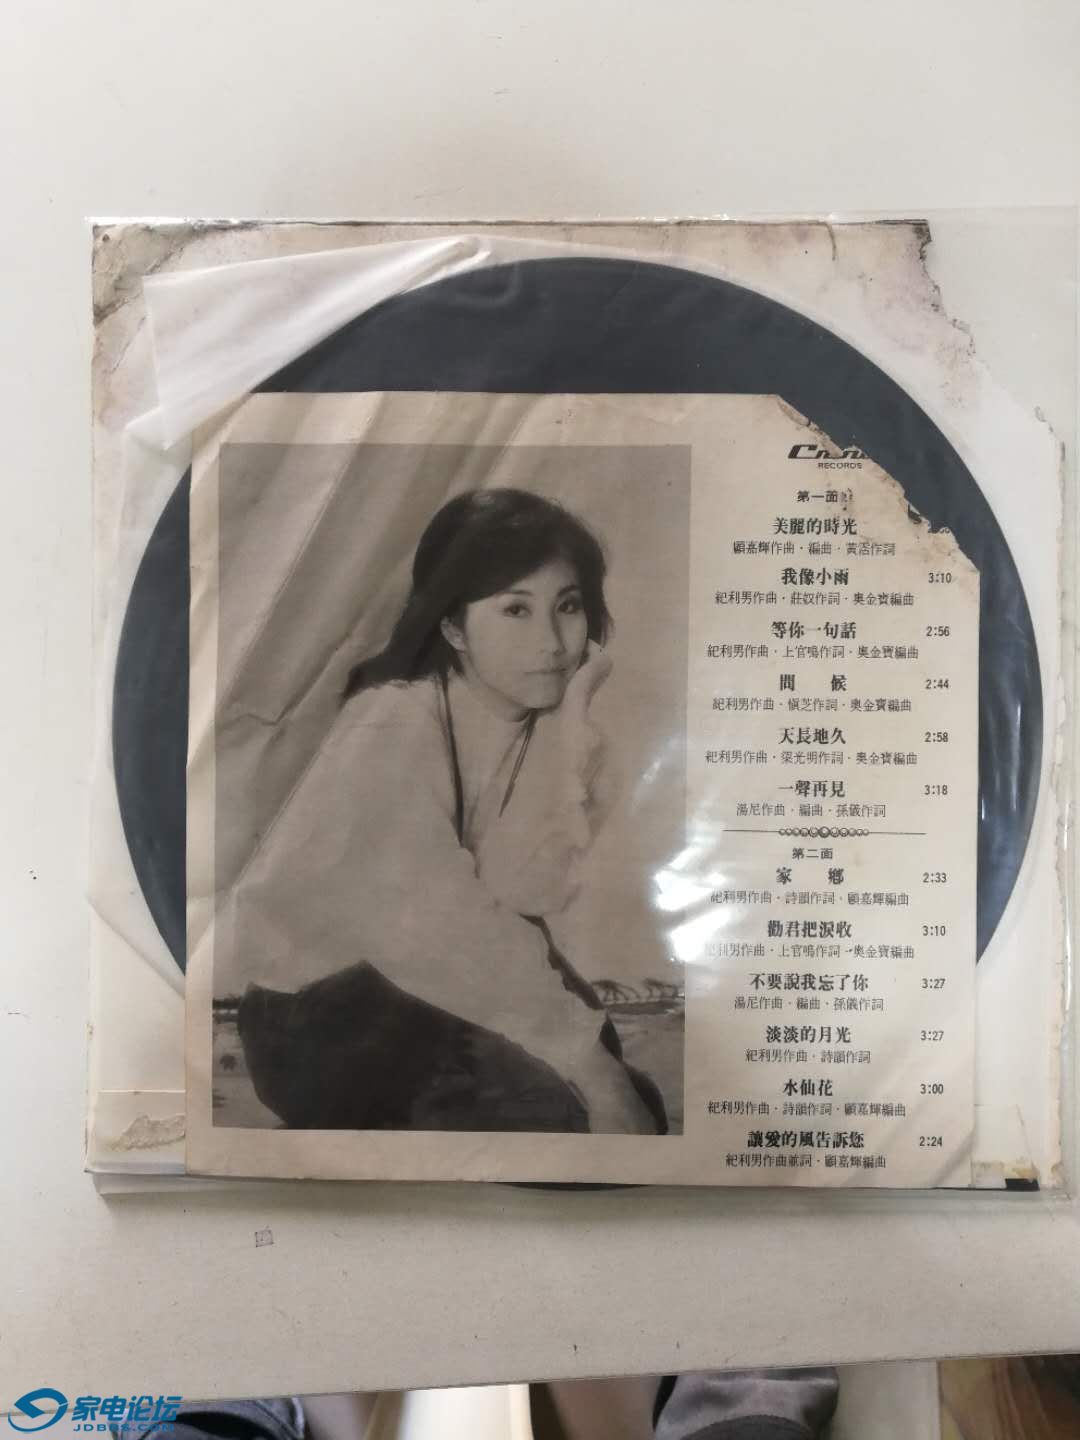 RECORDS
第一面
美麗的時光
顧嘉輝作曲·編曲·黃霑作詞
我像小雨 3:10
紀利男作曲·莊奴作詞·奧金寶編曲
等你一句話 2:56
紀利男作曲·上官鳴作詞·奧金寶編曲
問候 2:44
紀利男作曲·愼芝作詞·奧金寶編曲
天長地久 2:58
紀利男作曲·梁光明作詞·奧金寶編曲
一聲再見 3:18
湯尼作曲·編曲·孫儀作詞
第二面
家鄉 2:33
紀利男作曲·詩韻作詞·顧嘉輝編曲
勸君把淚收 3:10
紀利男作曲·上官鳴作詞·奧金寶編曲
不要說我忘了你 3:27
湯尼作曲·編曲·孫儀作詞
淡淡的月光 3:27
紀利男作曲·詩韻作詞
水仙花 3:00
紀利男作曲·詩韻作詞·顧嘉輝編曲
讓愛的風告訴您 2:24
紀利男作曲並詞·顧嘉輝編曲
家电论坛
JDBBS.COM